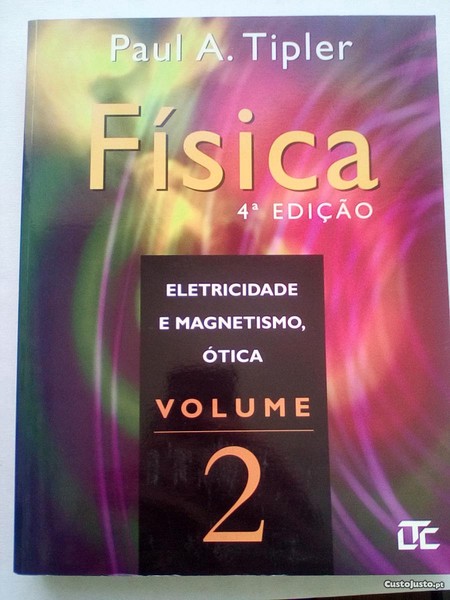 Paul A. Tipler
Física
4ª EDIÇÃO
ELETRICIDADE
E MAGNETISMO,
ÓTICA
VOLUME
2
LTC
CustoJusto.pt